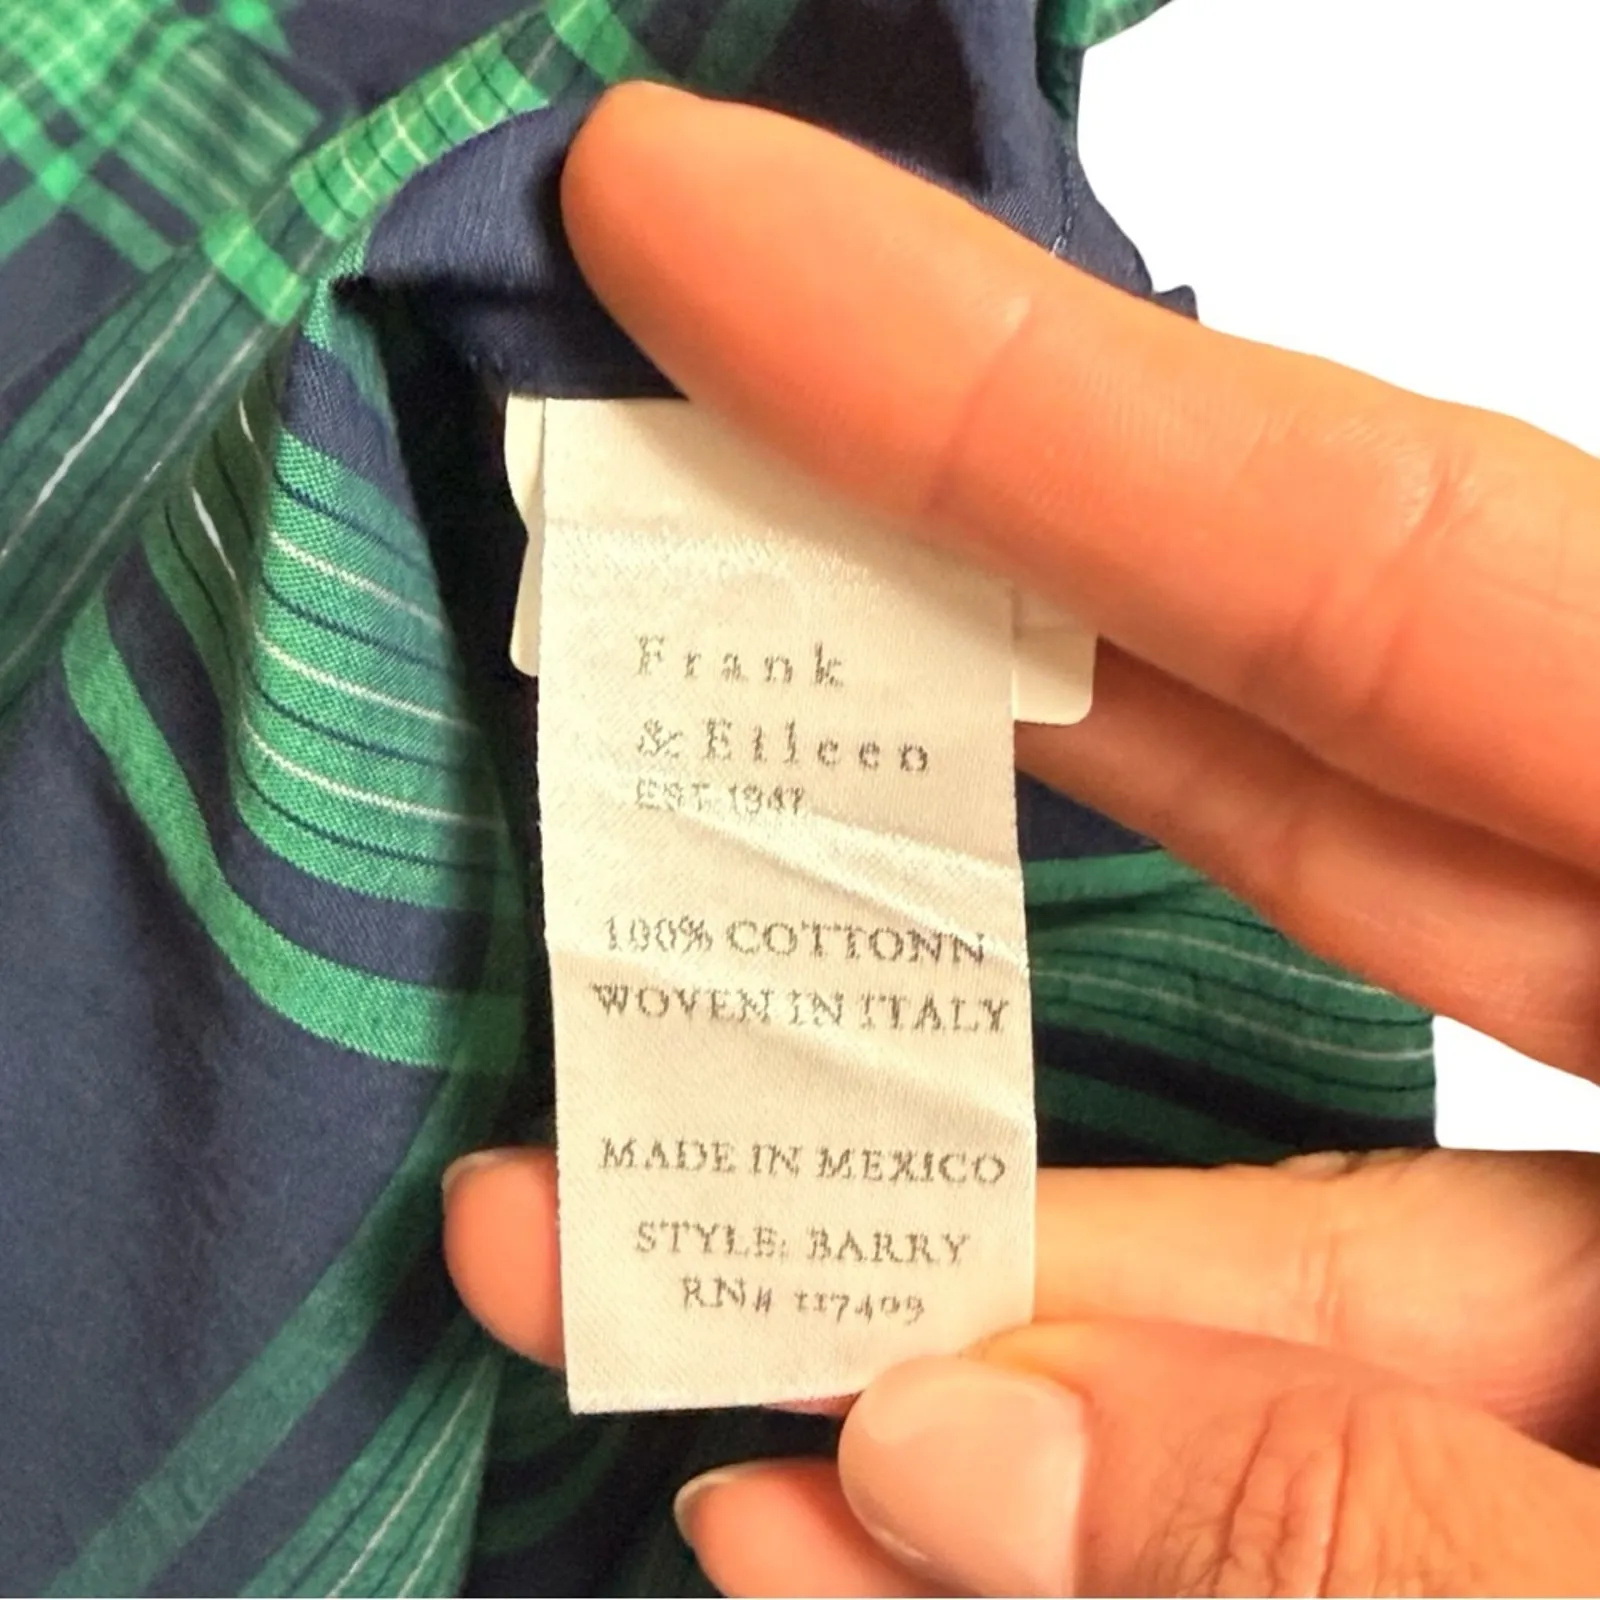 Frank
& Eileen
EST. 1947
100% COTTONN
WOVEN IN ITALY
MADE IN MEXICO
STYLE: BARRY
RN# 117409